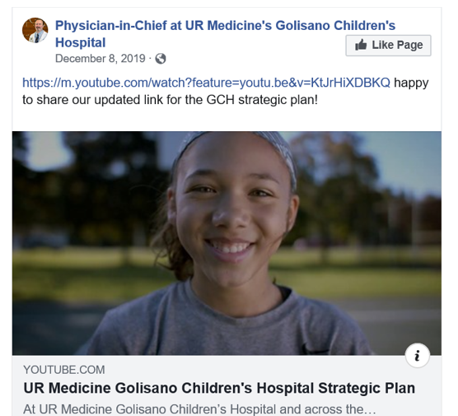 Physician-in-Chief at UR Medicine's Golisano Children's
Hospital
December 8, 2019 ·
Like Page
https://m.youtube.com/watch?feature=youtu.be&v=KtJrHiXDBKQ happy
to share our updated link for the GCH strategic plan!
i
YOUTUBE.COM
UR Medicine Golisano Children's Hospital Strategic Plan
At UR Medicine Golisano Children's Hospital and across the…